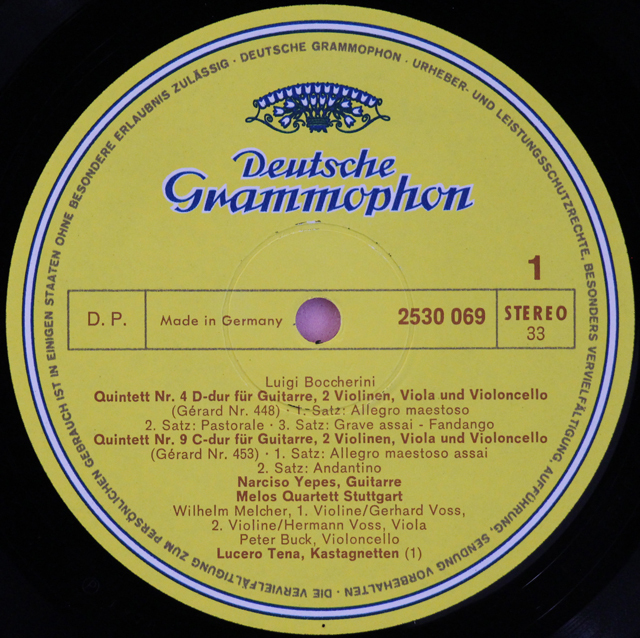 DEUTSCHE GRAMMOPHON · URHEBER- UND LEISTUNGSSCHUTZRECHTE, BESONDERS VERVIELFÄLTIGUNG, AUFFÜHRUNG, SENDUNG VORBEHALTEN · DIE VERVIELFÄLTIGUNG ZUM PERSÖNLICHEN GEBRAUCH IST IN EINIGEN STAATEN OHNE BESONDERE ERLAUBNIS ZULÄSSIG ·
Deutsche
Grammophon
1
D. P.
Made in Germany
2530 069
STEREO
33
Luigi Boccherini
Quintett Nr. 4 D-dur für Guitarre, 2 Violinen, Viola und Violoncello
(Gérard Nr. 448) · 1. Satz: Allegro maestoso
2. Satz: Pastorale · 3. Satz: Grave assai - Fandango
Quintett Nr. 9 C-dur für Guitarre, 2 Violinen, Viola und Violoncello
(Gérard Nr. 453) · 1. Satz: Allegro maestoso assai
2. Satz: Andantino
Narciso Yepes, Guitarre
Melos Quartett Stuttgart
Wilhelm Melcher, 1. Violine/Gerhard Voss,
2. Violine/Hermann Voss, Viola
Peter Buck, Violoncello
Lucero Tena, Kastagnetten (1)